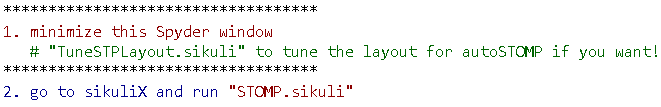 ***********************************
1. minimize this Spyder window
# "TuneSTPLayout.sikuli" to tune the layout for autoSTOMP if you want!
***********************************
2. go to sikuliX and run "STOMP.sikuli"